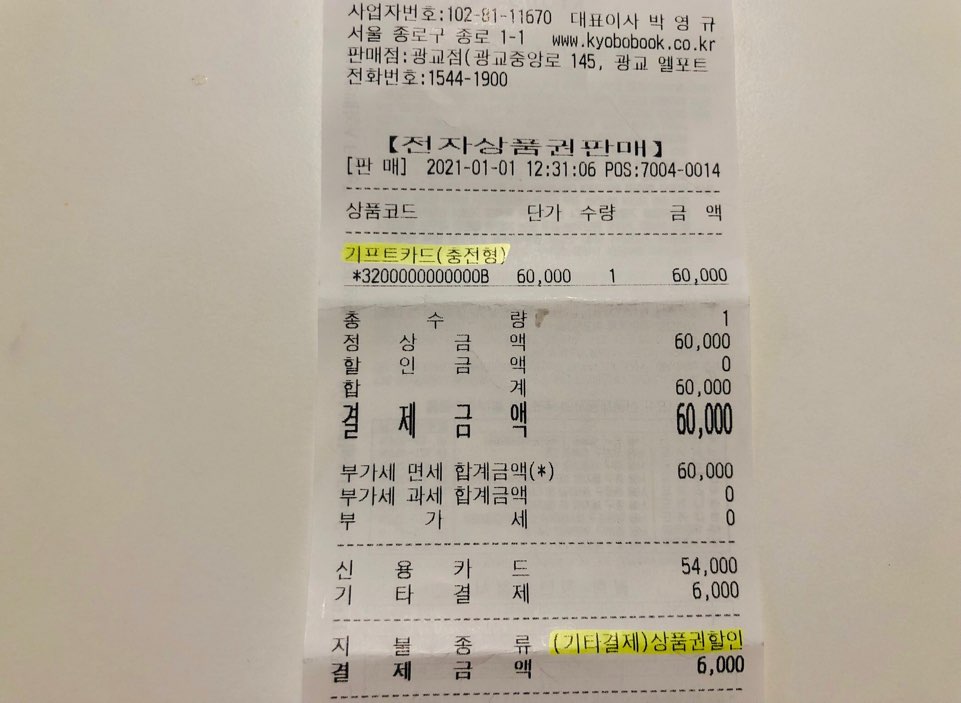 사업자번호:102-81-11670 대표이사 박 영 규
서울 종로구 종로 1-1 www.kyobobook.co.kr
판매점:광교점(광교중앙로 145, 광교 엘포트
전화번호:1544-1900
【전자상품권판매】
[판 매] 2021-01-01 12:31:06 POS:7004-0014
상품코드 단가 수량 금 액
기프트카드(충전형)
*3200000000000B 60,000 1 60,000
총 수 량 1
정 상 금 액 60,000
할 인 금 액 0
합 계 60,000
결 제 금 액 60,000
부가세 면세 합계금액(*) 60,000
부가세 과세 합계금액 0
부 가 세 0
신 용 카 드 54,000
기 타 결 제 6,000
지 불 종 류 (기타결제)상품권할인
결 제 금 액 6,000